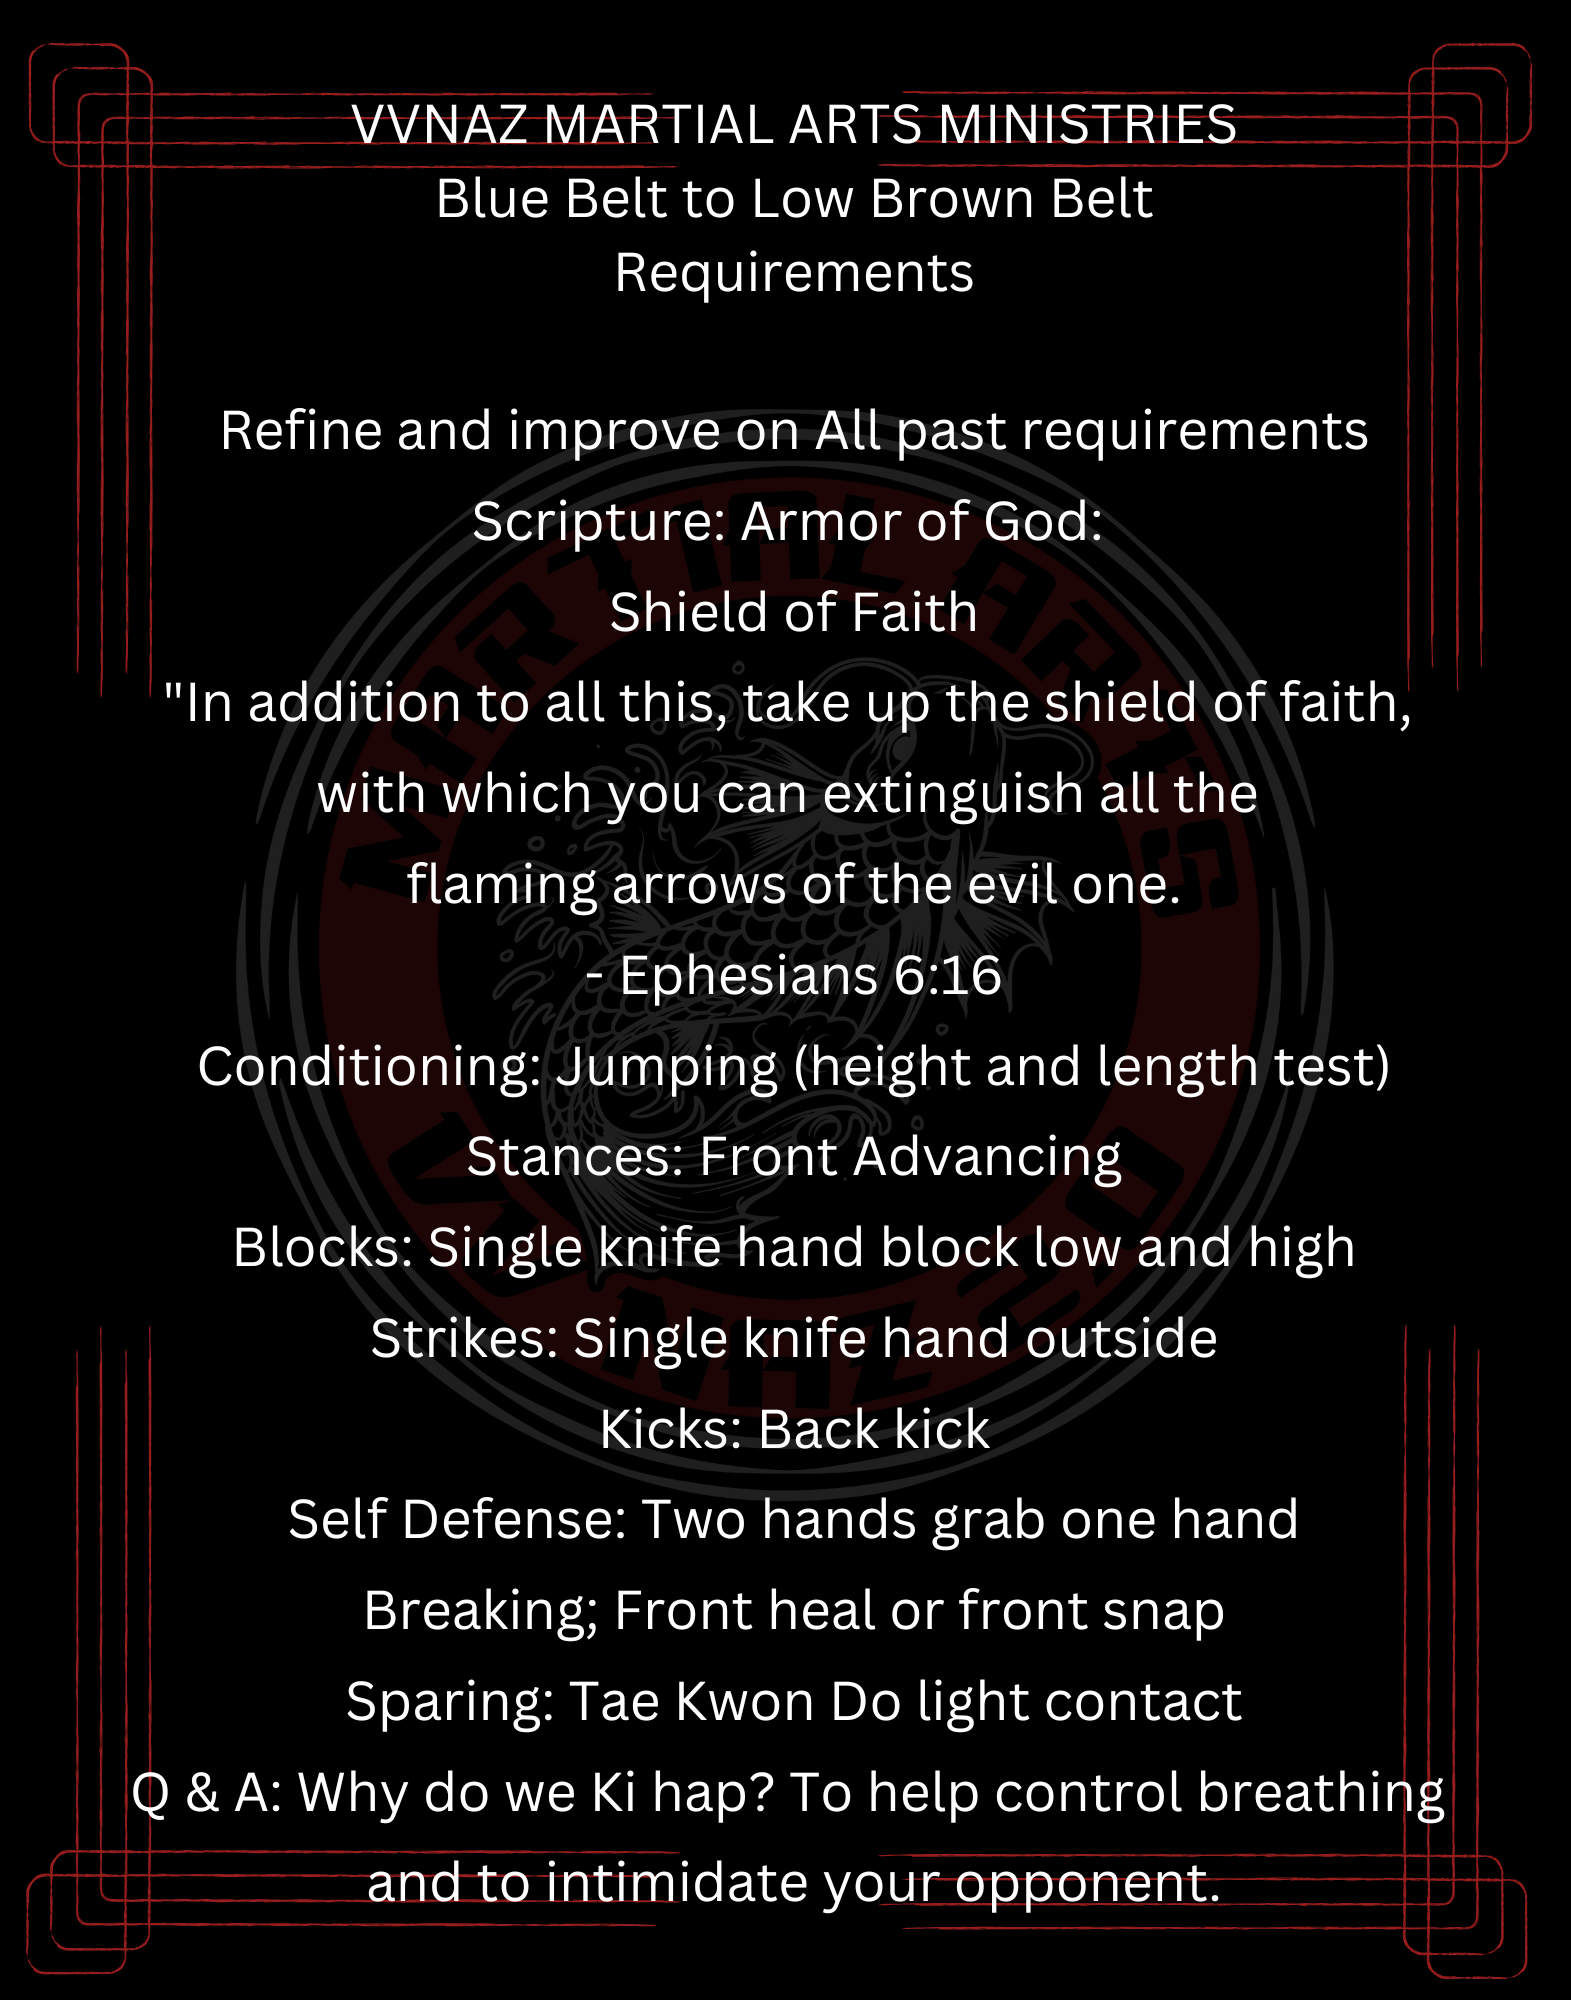 VVNAZ MARTIAL ARTS MINISTRIES
Blue Belt to Low Brown Belt
Requirements
Refine and improve on All past requirements
Scripture: Armor of God:
Shield of Faith
"In addition to all this, take up the shield of faith,
with which you can extinguish all the
flaming arrows of the evil one.
- Ephesians 6:16
Conditioning: Jumping (height and length test)
Stances: Front Advancing
Blocks: Single knife hand block low and high
Strikes: Single knife hand outside
Kicks: Back kick
Self Defense: Two hands grab one hand
Breaking; Front heal or front snap
Sparing: Tae Kwon Do light contact
Q & A: Why do we Ki hap? To help control breathing
and to intimidate your opponent.
MARTIAL ARTS